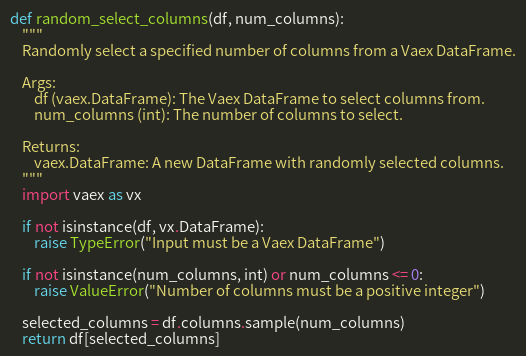 def random_select_columns(df, num_columns):
    """
    Randomly select a specified number of columns from a Vaex DataFrame.

    Args:
        df (vaex.DataFrame): The Vaex DataFrame to select columns from.
        num_columns (int): The number of columns to select.

    Returns:
        vaex.DataFrame: A new DataFrame with randomly selected columns.
    """
    import vaex as vx

    if not isinstance(df, vx.DataFrame):
        raise TypeError("Input must be a Vaex DataFrame")

    if not isinstance(num_columns, int) or num_columns <= 0:
        raise ValueError("Number of columns must be a positive integer")

    selected_columns = df.columns.sample(num_columns)
    return df[selected_columns]